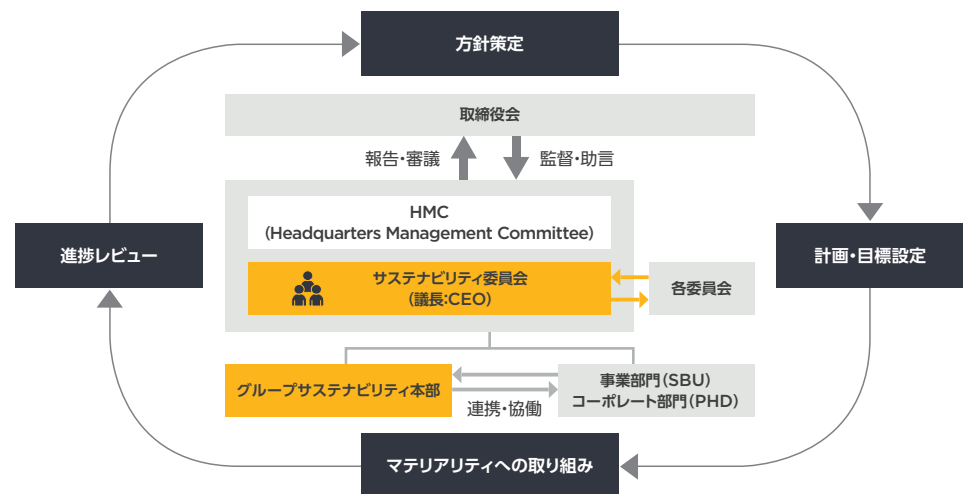 方針策定
取締役会
報告・審議
監督・助言
HMC
(Headquarters Management Committee)
進捗レビュー
計画・目標設定
サステナビリティ委員会
(議長:CEO)
各委員会
グループサステナビリティ本部
事業部門(SBU)
コーポレート部門(PHD)
連携・協働
マテリアリティへの取り組み